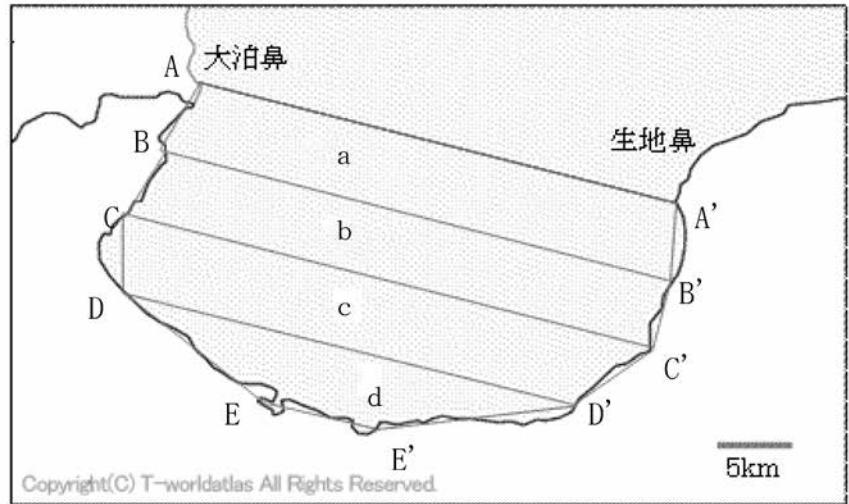 A 大泊鼻
生地鼻
B a
A'
C b
B'
D c
C'
E d D'
E'
5km
Copyright(C) T-worldatlas All Rights Reserved.